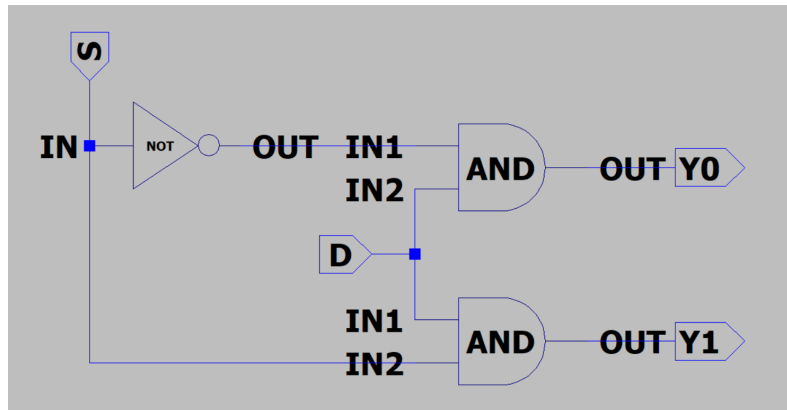 S
IN NOT OUT IN1 AND OUT Y0
IN2
D
IN1
AND OUT Y1
IN2